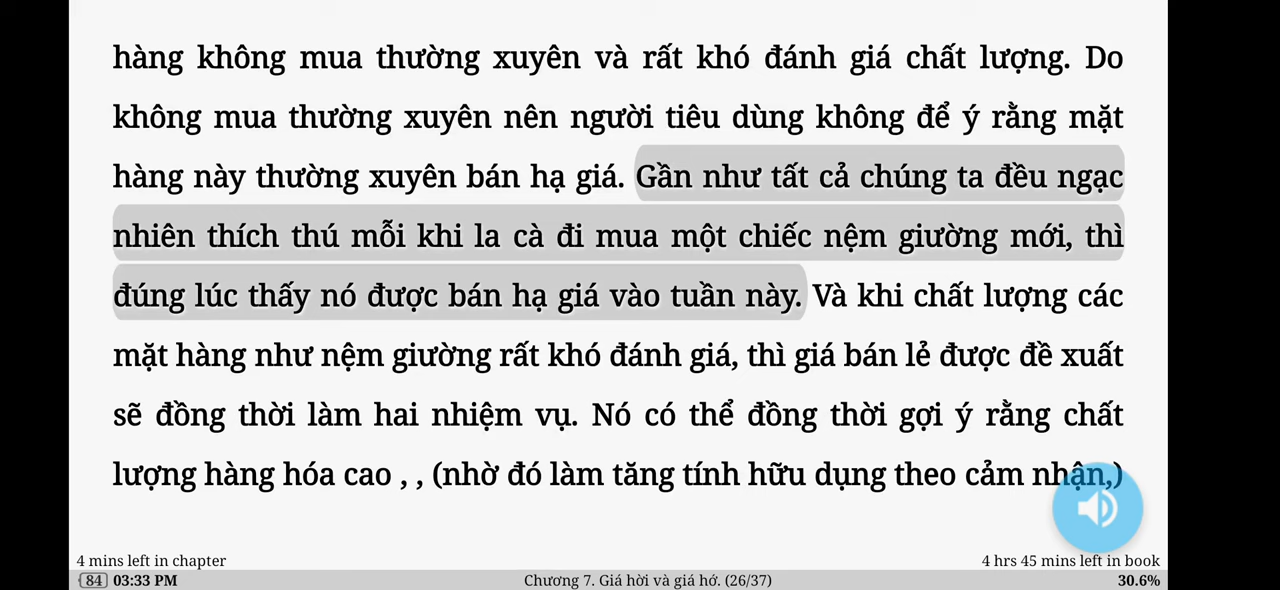 hàng không mua thường xuyên và rất khó đánh giá chất lượng. Do
không mua thường xuyên nên người tiêu dùng không để ý rằng mặt
hàng này thường xuyên bán hạ giá. Gần như tất cả chúng ta đều ngạc
nhiên thích thú mỗi khi la cà đi mua một chiếc nệm giường mới, thì
đúng lúc thấy nó được bán hạ giá vào tuần này. Và khi chất lượng các
mặt hàng như nệm giường rất khó đánh giá, thì giá bán lẻ được đề xuất
sẽ đồng thời làm hai nhiệm vụ. Nó có thể đồng thời gợi ý rằng chất
lượng hàng hóa cao , , (nhờ đó làm tăng tính hữu dụng theo cảm nhận,)
4 mins left in chapter 4 hrs 45 mins left in book
84 03:33 PM Chương 7. Giá hời và giá hớ. (26/37) 30.6%